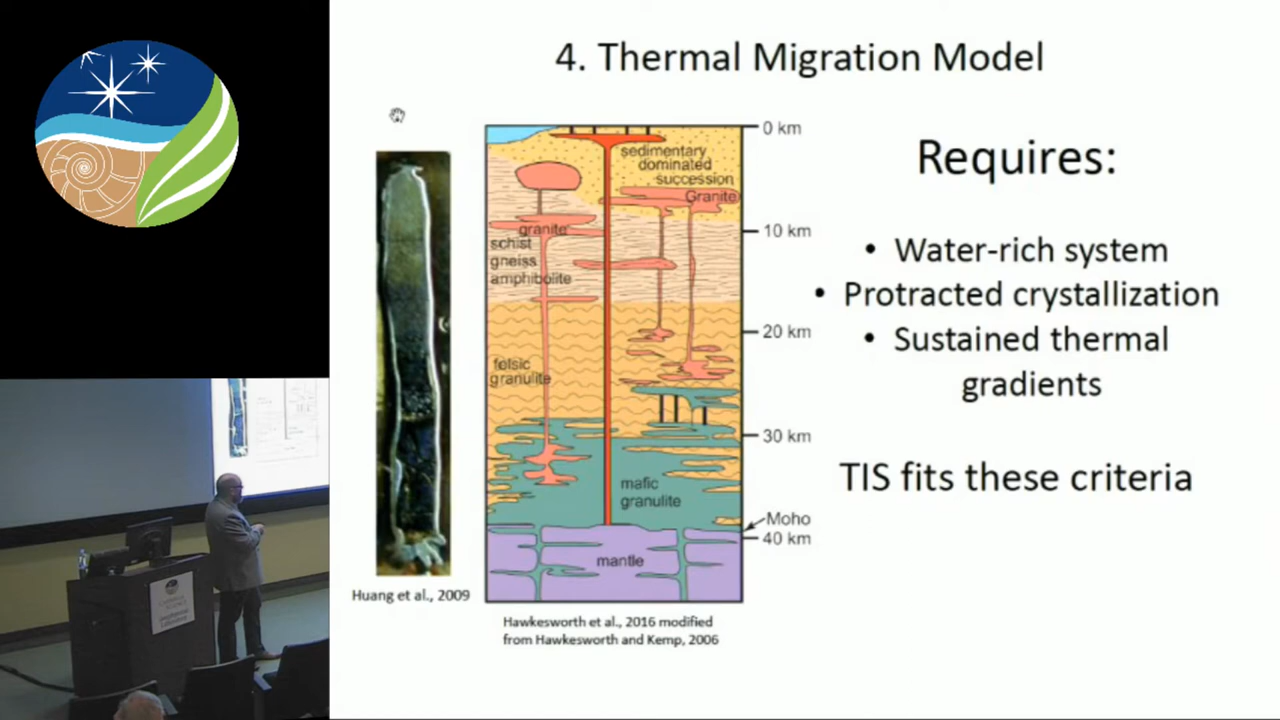 4. Thermal Migration Model
0 km
sedimentary
dominated
succession
Granite
granite
schist
gneiss
amphibolite
10 km
20 km
felsic
granulite
30 km
mafic
granulite
Moho
40 km
mantle
Huang et al., 2009
Hawkesworth et al., 2016 modified
from Hawkesworth and Kemp, 2006
Requires:
• Water-rich system
• Protracted crystallization
• Sustained thermal
gradients
TIS fits these criteria